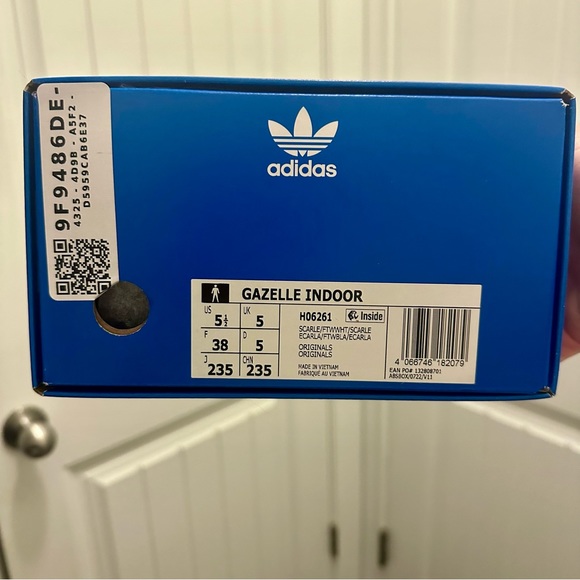 9F9486DE-
4325 - 4D9B - A5F2 -
D5959CAB6E37
adidas
GAZELLE INDOOR
US 5½ UK 5
F 38 D 5
J 235 CHN 235
H06261 Inside
SCARLE/FTWWHT/SCARLE
ECARLA/FTWBLA/ECARLA
ORIGINALS
ORIGINALS
MADE IN VIETNAM
FABRIQUÉ AU VIETNAM
4 066746 182079
EAN PO# 132808701
ABSBOX/0722/V11